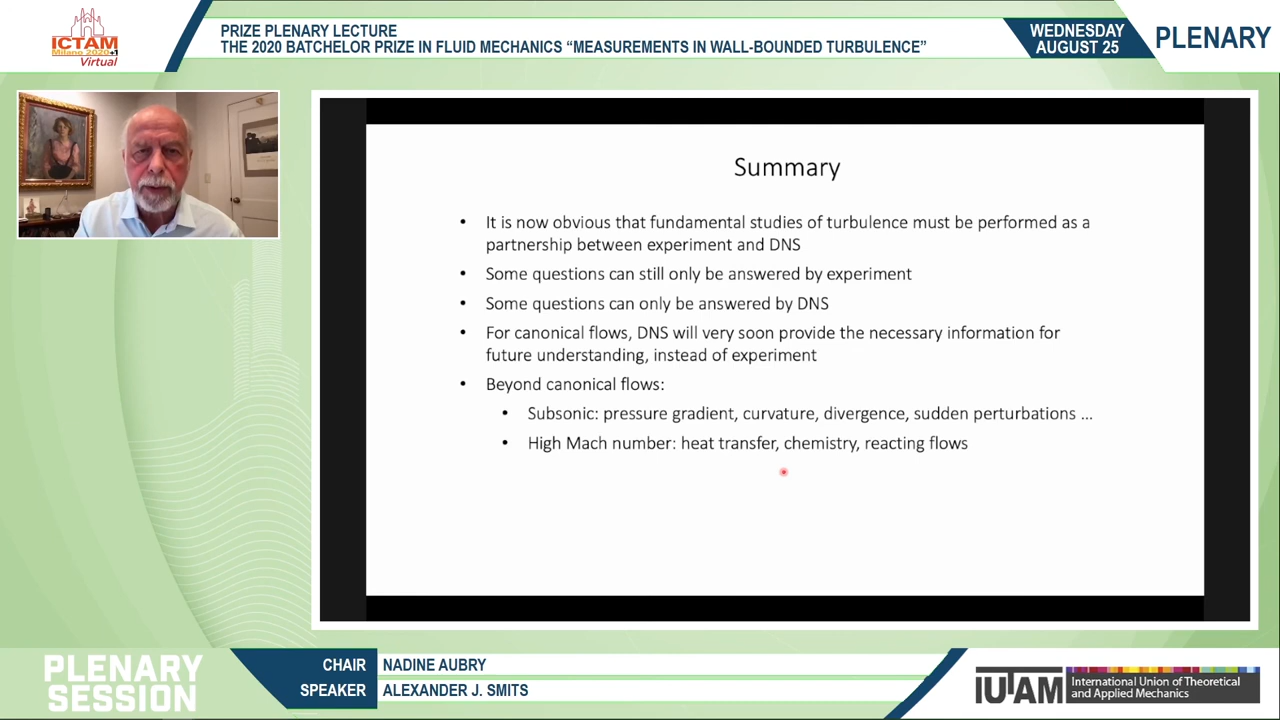 ICTAM
Milano 2020+1
Virtual
PRIZE PLENARY LECTURE
THE 2020 BATCHELOR PRIZE IN FLUID MECHANICS “MEASUREMENTS IN WALL-BOUNDED TURBULENCE”
WEDNESDAY
AUGUST 25
PLENARY
Summary
• It is now obvious that fundamental studies of turbulence must be performed as a
partnership between experiment and DNS
• Some questions can still only be answered by experiment
• Some questions can only be answered by DNS
• For canonical flows, DNS will very soon provide the necessary information for
future understanding, instead of experiment
• Beyond canonical flows:
• Subsonic: pressure gradient, curvature, divergence, sudden perturbations ...
• High Mach number: heat transfer, chemistry, reacting flows
PLENARY
SESSION
CHAIR NADINE AUBRY
SPEAKER ALEXANDER J. SMITS
IUTAM
International Union of Theoretical
and Applied Mechanics